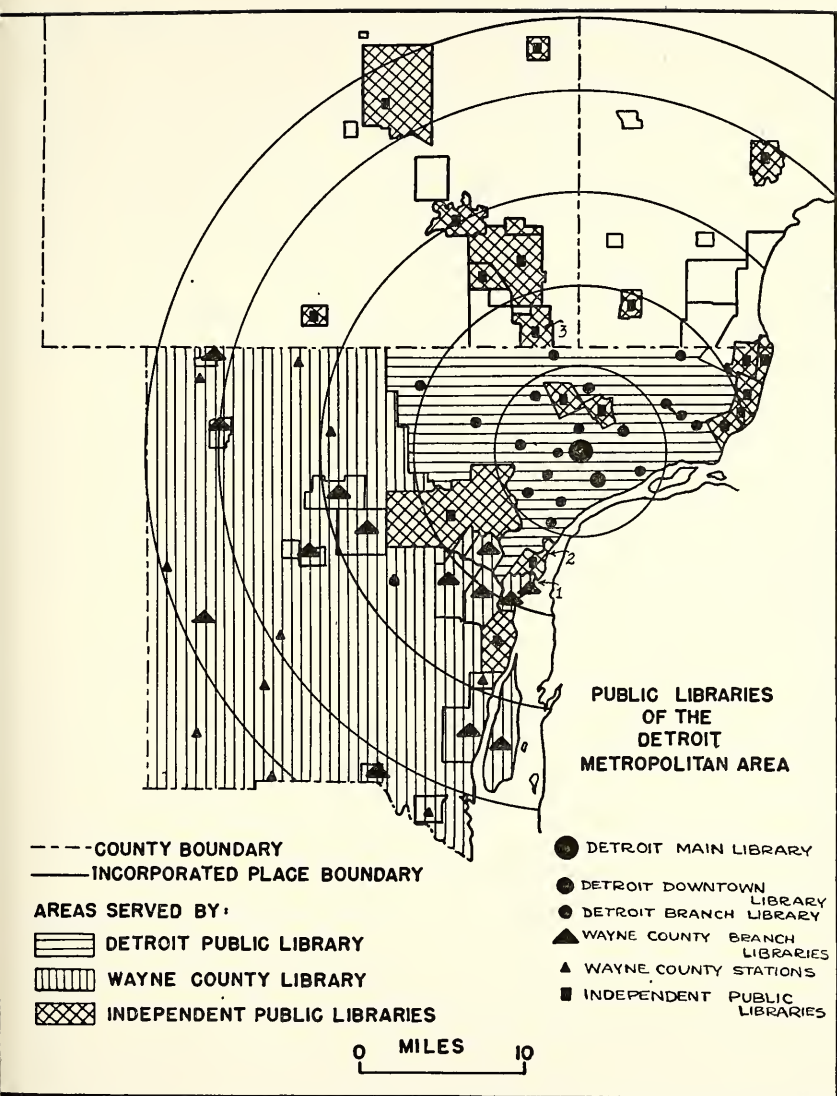 3
2
1
PUBLIC LIBRARIES
OF THE
DETROIT
METROPOLITAN AREA
COUNTY BOUNDARY
INCORPORATED PLACE BOUNDARY
AREAS SERVED BY:
DETROIT PUBLIC LIBRARY
WAYNE COUNTY LIBRARY
INDEPENDENT PUBLIC LIBRARIES
DETROIT MAIN LIBRARY
DETROIT DOWNTOWN
LIBRARY
DETROIT BRANCH LIBRARY
WAYNE COUNTY BRANCH
LIBRARIES
WAYNE COUNTY STATIONS
INDEPENDENT PUBLIC
LIBRARIES
MILES
0 10